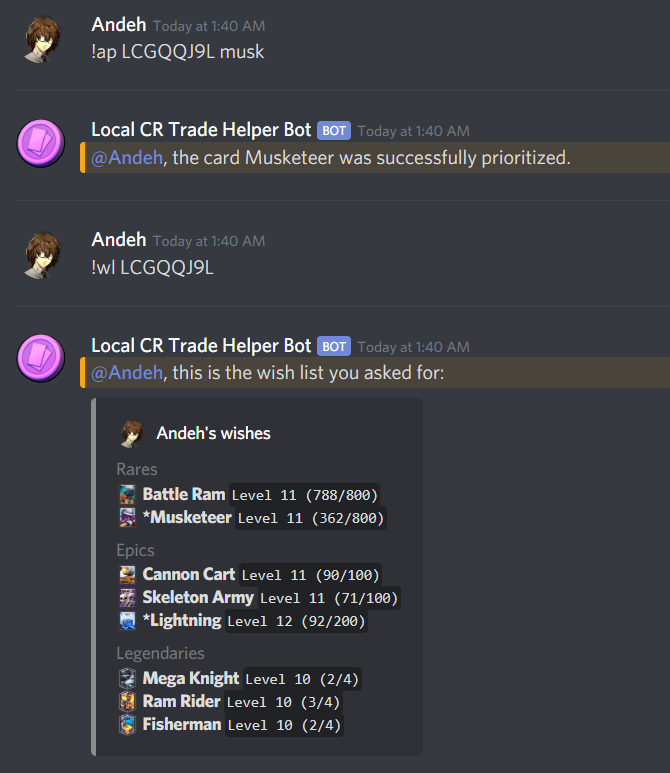 Andeh Today at 1:40 AM
!ap LCGQQJ9L musk
Local CR Trade Helper Bot BOT Today at 1:40 AM
@Andeh, the card Musketeer was successfully prioritized.
Andeh Today at 1:40 AM
!wl LCGQQJ9L
Local CR Trade Helper Bot BOT Today at 1:40 AM
@Andeh, this is the wish list you asked for:
Andeh's wishes
Rares
Battle Ram Level 11 (788/800)
*Musketeer Level 11 (362/800)
Epics
Cannon Cart Level 11 (90/100)
Skeleton Army Level 11 (71/100)
*Lightning Level 12 (92/200)
Legendaries
Mega Knight Level 10 (2/4)
Ram Rider Level 10 (3/4)
Fisherman Level 10 (2/4)